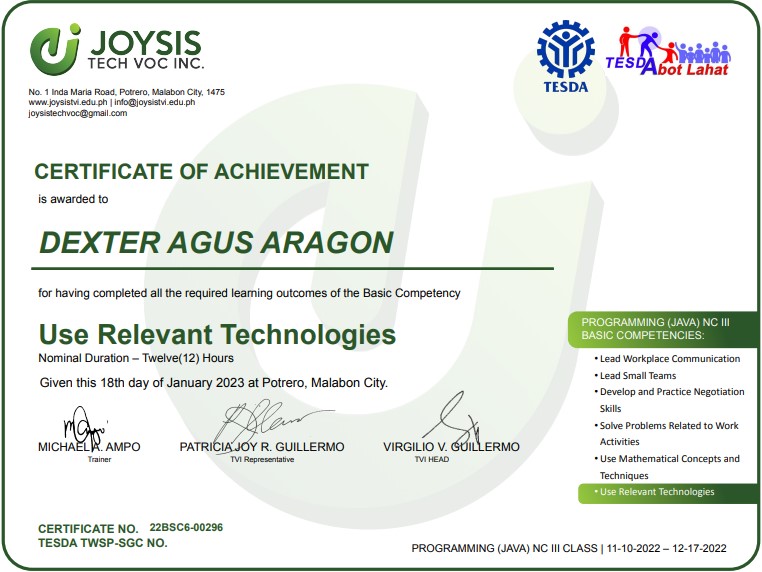 JOYSIS
TECH VOC INC.
TESDA
TESDAbot Lahat
No. 1 Inda Maria Road, Potrero, Malabon City, 1475
www.joysistvi.edu.ph | info@joysistvi.edu.ph
joysistechvoc@gmail.com
CERTIFICATE OF ACHIEVEMENT
is awarded to
DEXTER AGUS ARAGON
for having completed all the required learning outcomes of the Basic Competency
Use Relevant Technologies
Nominal Duration – Twelve(12) Hours
Given this 18th day of January 2023 at Potrero, Malabon City.
MICHAEL A. AMPO
Trainer
PATRICIA JOY R. GUILLERMO
TVI Representative
VIRGILIO V. GUILLERMO
TVI HEAD
PROGRAMMING (JAVA) NC III
BASIC COMPETENCIES:
• Lead Workplace Communication
• Lead Small Teams
• Develop and Practice Negotiation
Skills
• Solve Problems Related to Work
Activities
• Use Mathematical Concepts and
Techniques
• Use Relevant Technologies
CERTIFICATE NO. 22BSC6-00296
TESDA TWSP-SGC NO.
PROGRAMMING (JAVA) NC III CLASS | 11-10-2022 – 12-17-2022